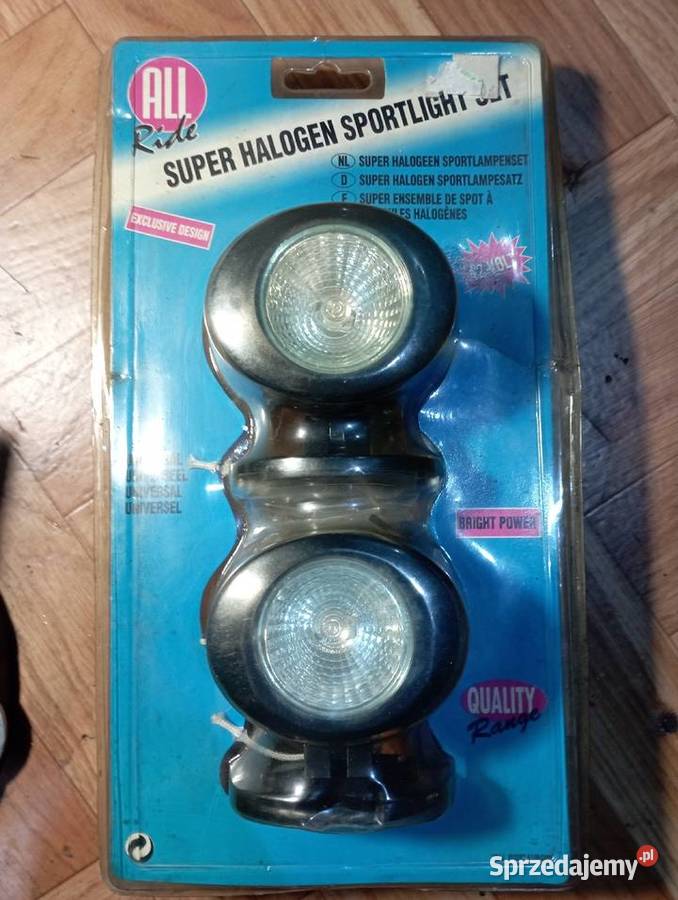 ALL
Ride
SUPER HALOGEN SPORTLIGHT SET
NL SUPER HALOGEEN SPORTLAMPENSET
D SUPER HALOGEN SPORTLAMPESATZ
F SUPER ENSEMBLE DE SPOT À
HALOGÈNES
EXCLUSIVE DESIGN
UNIVERSAL
UNIVERSEL
BRIGHT POWER
QUALITY
Range
Sprzedajemy.pl